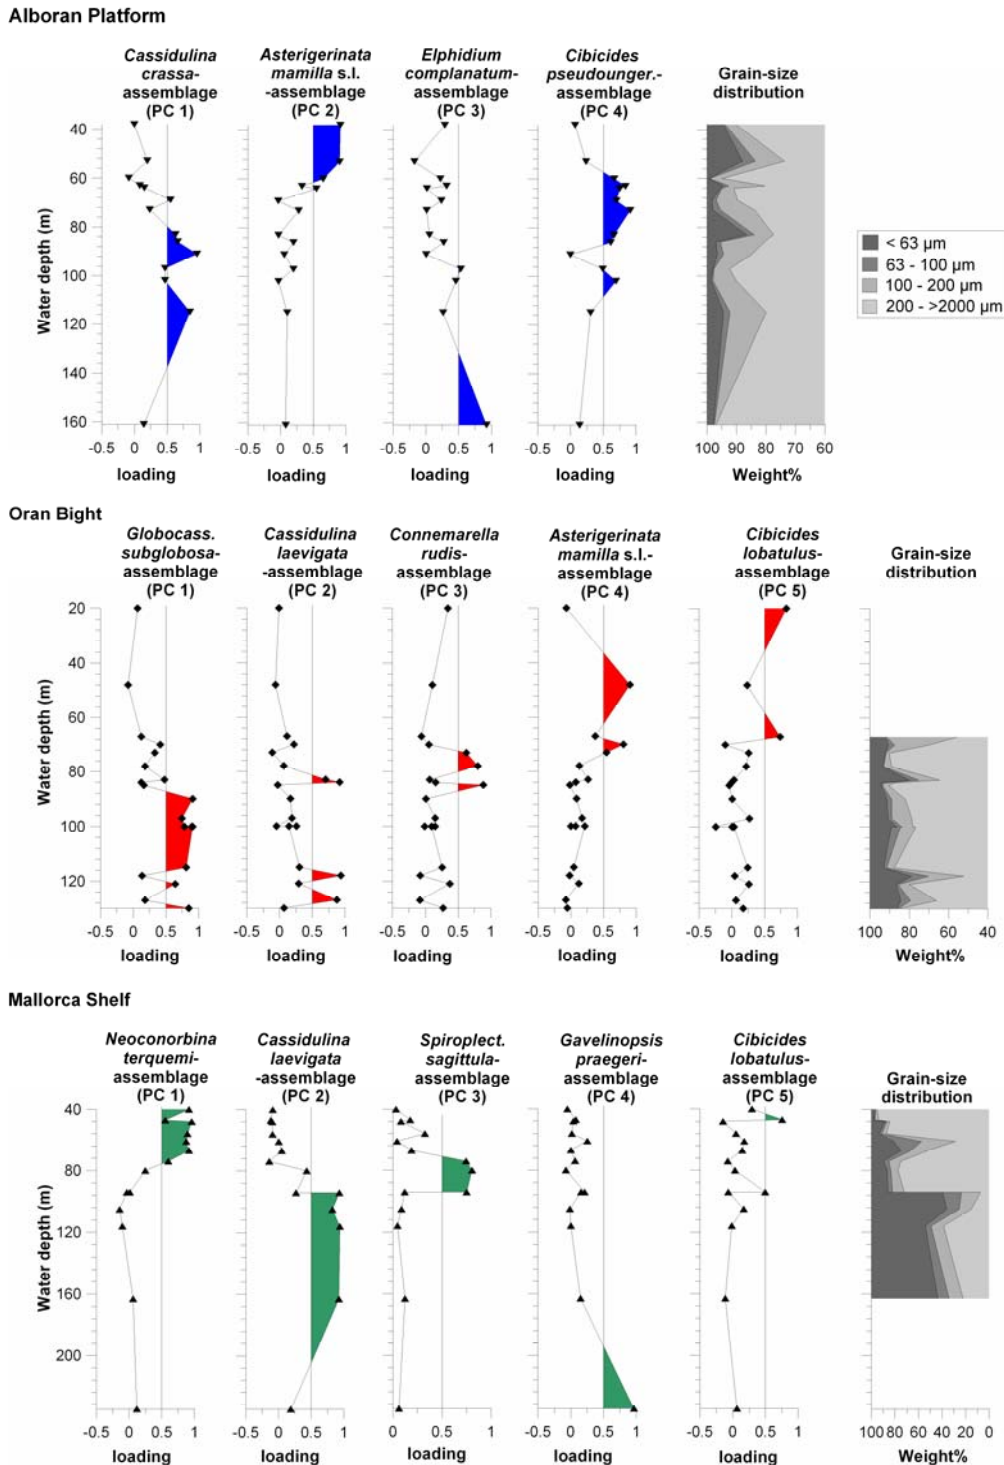 Alboran Platform
Cassidulina
crassa-
assemblage
(PC 1)
Asterigerinata
mamilla s.l.
-assemblage
(PC 2)
Elphidium
complanatum-
assemblage
(PC 3)
Cibicides
pseudounger.-
assemblage
(PC 4)
Grain-size
distribution
Water depth (m)
40
60
80
100
120
140
160
-0.5 0 0.5 1
-0.5 0 0.5 1
-0.5 0 0.5 1
-0.5 0 0.5 1
100 90 80 70 60
loading
loading
loading
loading
Weight%
< 63 µm
63 - 100 µm
100 - 200 µm
200 - >2000 µm
Oran Bight
Globocass.
subglobosa-
assemblage
(PC 1)
Cassidulina
laevigata
-assemblage
(PC 2)
Connemarella
rudis-
assemblage
(PC 3)
Asterigerinata
mamilla s.l.-
assemblage
(PC 4)
Cibicides
lobatulus-
assemblage
(PC 5)
Grain-size
distribution
Water depth (m)
20
40
60
80
100
120
-0.5 0 0.5 1
-0.5 0 0.5 1
-0.5 0 0.5 1
-0.5 0 0.5 1
-0.5 0 0.5 1
100 80 60 40
loading
loading
loading
loading
loading
Weight%
Mallorca Shelf
Neoconorbina
terquemi-
assemblage
(PC 1)
Cassidulina
laevigata
-assemblage
(PC 2)
Spiroplect.
sagittula-
assemblage
(PC 3)
Gavelinopsis
praegeri-
assemblage
(PC 4)
Cibicides
lobatulus-
assemblage
(PC 5)
Grain-size
distribution
Water depth (m)
40
80
120
160
200
-0.5 0 0.5 1
-0.5 0 0.5 1
0 0.5 1
-0.5 0 0.5 1
-0.5 0 0.5 1
100 80 60 40 20 0
loading
loading
loading
loading
loading
Weight%